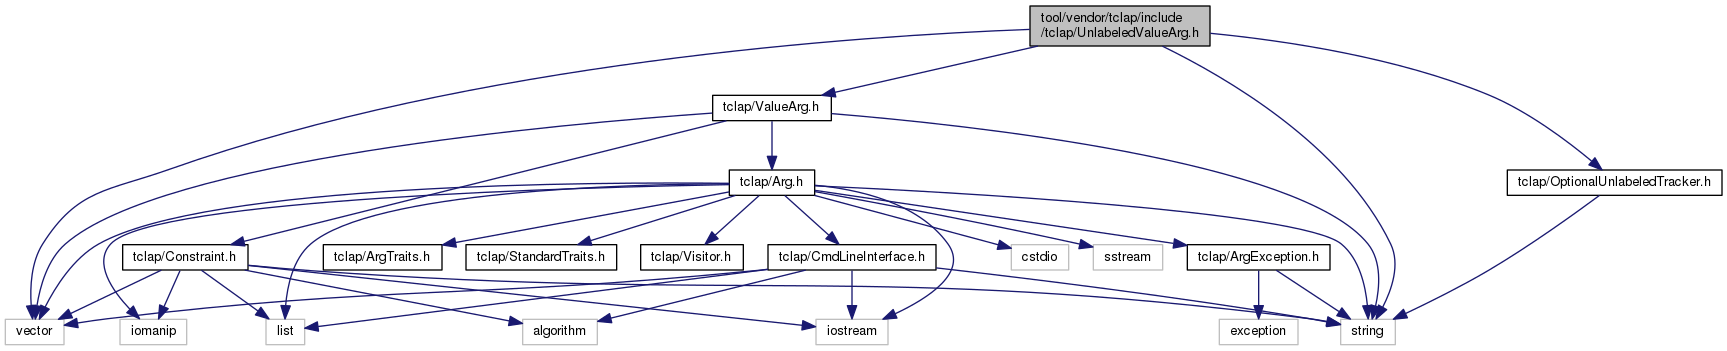 tool/vendor/tclap/include
/tclap/UnlabeledValueArg.h
tclap/ValueArg.h
tclap/Arg.h
tclap/OptionalUnlabeledTracker.h
tclap/Constraint.h
tclap/ArgTraits.h
tclap/StandardTraits.h
tclap/Visitor.h
tclap/CmdLineInterface.h
cstdio
sstream
tclap/ArgException.h
vector
iomanip
list
algorithm
iostream
exception
string